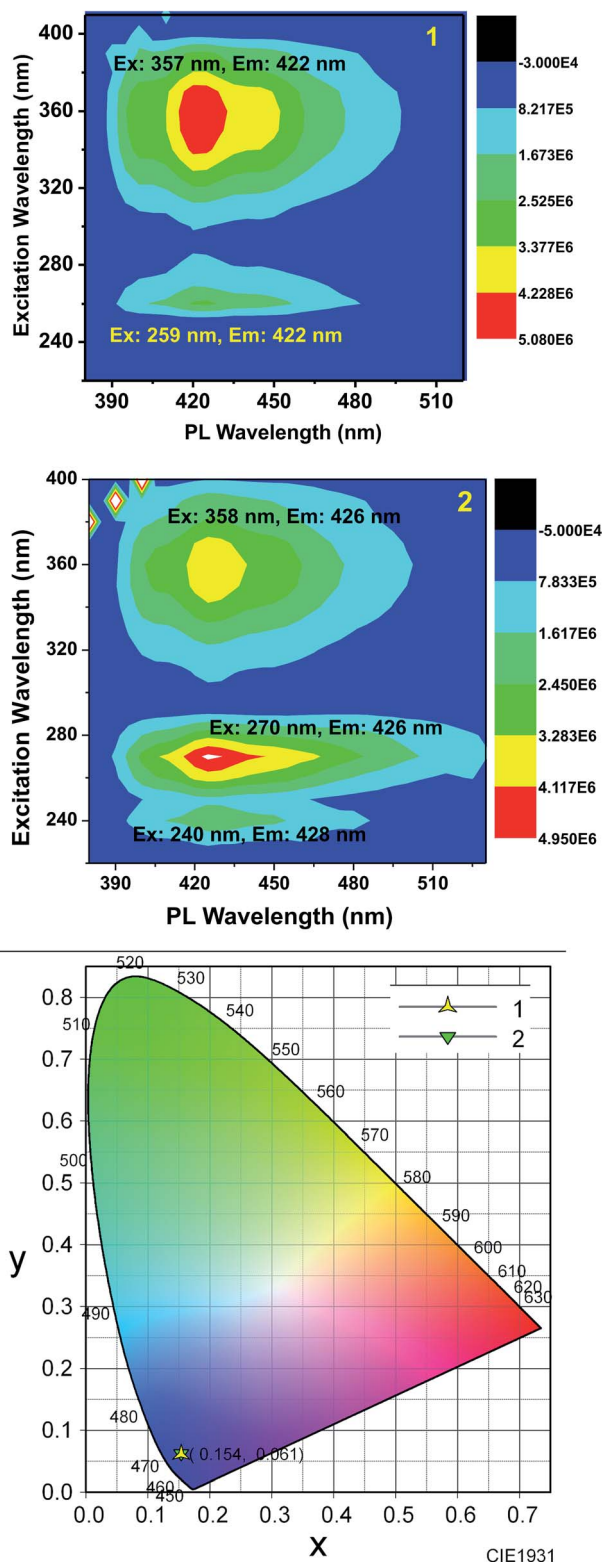 1
Ex: 357 nm, Em: 422 nm
Ex: 259 nm, Em: 422 nm
400
360
320
280
240
Excitation Wavelength (nm)
390 420 450 480 510
PL Wavelength (nm)
-3.000E4
8.217E5
1.673E6
2.525E6
3.377E6
4.228E6
5.080E6
2
Ex: 358 nm, Em: 426 nm
Ex: 270 nm, Em: 426 nm
Ex: 240 nm, Em: 428 nm
400
360
320
280
240
Excitation Wavelength (nm)
390 420 450 480 510
PL Wavelength (nm)
-5.000E4
7.833E5
1.617E6
2.450E6
3.283E6
4.117E6
4.950E6
1
2
520
530
540
550
560
570
580
590
600
610
620
630
510
500
490
480
470
460
450
( 0.154, 0.061)
0.8
0.7
0.6
0.5
0.4
0.3
0.2
0.1
0.0
y
0.0 0.1 0.2 0.3 0.4 0.5 0.6 0.7
x
CIE1931